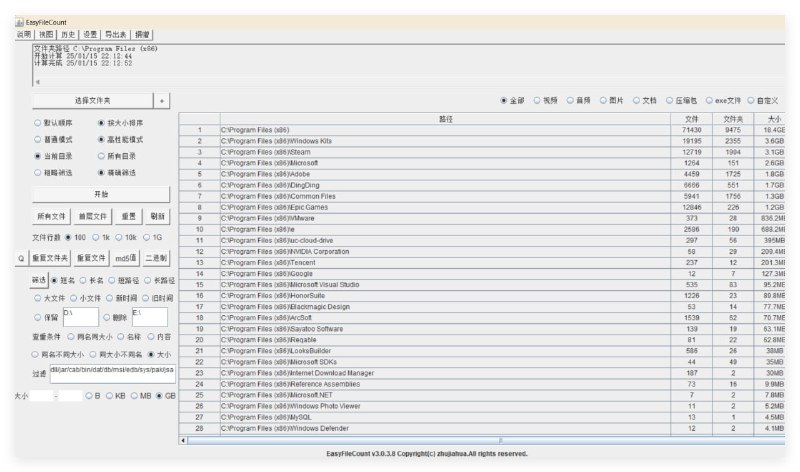 EasyFileCount
说明 视图 历史 设置 导出表 捐赠
文件夹路径 C:\Program Files (x86)
开始计算 25/01/15 22:12:44
计算完成 25/01/15 22:12:52
选择文件夹 +
全部 视频 音频 图片 文档 压缩包 exe文件 自定义
默认顺序 按大小排序
普通模式 高性能模式
当前目录 所有目录
粗略筛选 精确筛选
开始
所有文件 首层文件 重置 刷新
文件行数 100 1k 10k 1G
Q 重复文件夹 重复文件 md5值 二进制
筛选 短名 长名 短路径 长路径
大文件 小文件 新时间 旧时间
保留 D:\ 删除 E:\
查重条件 同名同大小 名称 内容
同名不同大小 同大小不同名 大小
过滤 dll/jar/cab/bin/dat/db/msi/edb/sys/pak/jsa
大小 - B KB MB GB
路径 文件 文件夹 大小
1 C:\Program Files (x86) 71430 9475 18.4GB
2 C:\Program Files (x86)\Windows Kits 19195 2355 3.6GB
3 C:\Program Files (x86)\Steam 12719 1994 3.1GB
4 C:\Program Files (x86)\Microsoft 1264 151 2.6GB
5 C:\Program Files (x86)\Adobe 4459 1725 1.8GB
6 C:\Program Files (x86)\DingDing 6666 551 1.7GB
7 C:\Program Files (x86)\Common Files 5941 1756 1.3GB
8 C:\Program Files (x86)\Epic Games 12846 226 1.2GB
9 C:\Program Files (x86)\VMware 373 28 836.2MB
10 C:\Program Files (x86)\e 2586 190 688.2MB
11 C:\Program Files (x86)\uc-cloud-drive 297 56 395MB
12 C:\Program Files (x86)\NVIDIA Corporation 58 29 209.4MB
13 C:\Program Files (x86)\Tencent 237 12 201.3MB
14 C:\Program Files (x86)\Google 12 7 127.3MB
15 C:\Program Files (x86)\Microsoft Visual Studio 535 83 95.2MB
16 C:\Program Files (x86)\HonorSuite 1226 23 89.8MB
17 C:\Program Files (x86)\Blackmagic Design 53 14 77.7MB
18 C:\Program Files (x86)\ArcSoft 1539 52 70.7MB
19 C:\Program Files (x86)\Sayatoo Software 139 19 63.1MB
20 C:\Program Files (x86)\Reqable 81 22 62.8MB
21 C:\Program Files (x86)\LooksBuilder 586 26 38MB
22 C:\Program Files (x86)\Microsoft SDKs 44 49 35MB
23 C:\Program Files (x86)\Internet Download Manager 187 2 30MB
24 C:\Program Files (x86)\Reference Assemblies 73 16 9.9MB
25 C:\Program Files (x86)\Microsoft.NET 7 2 7.8MB
26 C:\Program Files (x86)\Windows Photo Viewer 11 2 5.2MB
27 C:\Program Files (x86)\MySQL 13 1 4.5MB
28 C:\Program Files (x86)\Windows Defender 12 2 4.1MB
EasyFileCount v3.0.3.8 Copyright(c) zhujiahua.All rights reserved.